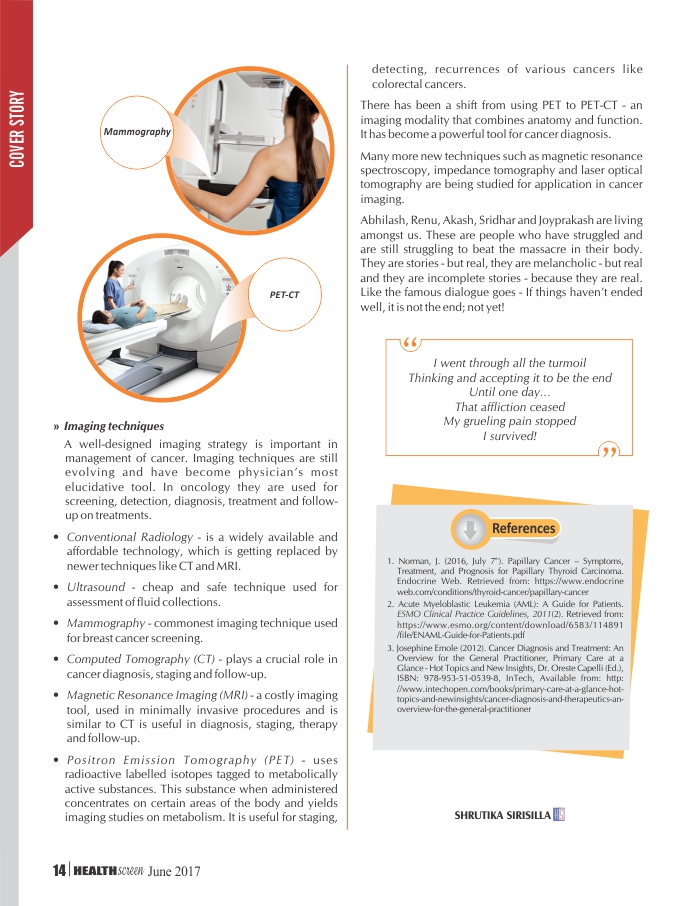 COVER STORY
Mammography
PET-CT
» Imaging techniques
A well-designed imaging strategy is important in
management of cancer. Imaging techniques are still
evolving and have become physician's most
elucidative tool. In oncology they are used for
screening, detection, diagnosis, treatment and follow-
up on treatments.
• Conventional Radiology - is a widely available and
affordable technology, which is getting replaced by
newer techniques like CT and MRI.
• Ultrasound - cheap and safe technique used for
assessment of fluid collections.
• Mammography - commonest imaging technique used
for breast cancer screening.
• Computed Tomography (CT) - plays a crucial role in
cancer diagnosis, staging and follow-up.
• Magnetic Resonance Imaging (MRI) - a costly imaging
tool, used in minimally invasive procedures and is
similar to CT is useful in diagnosis, staging, therapy
and follow-up.
• Positron Emission Tomography (PET) - uses
radioactive labelled isotopes tagged to metabolically
active substances. This substance when administered
concentrates on certain areas of the body and yields
imaging studies on metabolism. It is useful for staging,
detecting, recurrences of various cancers like
colorectal cancers.
There has been a shift from using PET to PET-CT - an
imaging modality that combines anatomy and function.
It has become a powerful tool for cancer diagnosis.
Many more new techniques such as magnetic resonance
spectroscopy, impedance tomography and laser optical
tomography are being studied for application in cancer
imaging.
Abhilash, Renu, Akash, Sridhar and Joyprakash are living
amongst us. These are people who have struggled and
are still struggling to beat the massacre in their body.
They are stories - but real, they are melancholic - but real
and they are incomplete stories - because they are real.
Like the famous dialogue goes - If things haven't ended
well, it is not the end; not yet!
“
I went through all the turmoil
Thinking and accepting it to be the end
Until one day...
That affliction ceased
My grueling pain stopped
I survived!
”
References
1. Norman, J. (2016, July 7"). Papillary Cancer – Symptoms,
Treatment, and Prognosis for Papillary Thyroid Carcinoma.
Endocrine Web. Retrieved from: https://www.endocrine
web.com/conditions/thyroid-cancer/papillary-cancer
2. Acute Myeloblastic Leukemia (AML): A Guide for Patients.
ESMO Clinical Practice Guidelines, 2011(2). Retrieved from:
https://www.esmo.org/content/download/6583/114891
/file/ENAML-Guide-for-Patients.pdf
3. Josephine Emole (2012). Cancer Diagnosis and Treatment: An
Overview for the General Practitioner, Primary Care at a
Glance - Hot Topics and New Insights, Dr. Oreste Capelli (Ed.),
ISBN: 978-953-51-0539-8, InTech, Available from: http:
//www.intechopen.com/books/primary-care-at-a-glance-hot-
topics-and-newinsights/cancer-diagnosis-and-therapeutics-an-
overview-for-the-general-practitioner
SHRUTIKA SIRISILLA HS
14 | HEALTHscreen June 2017